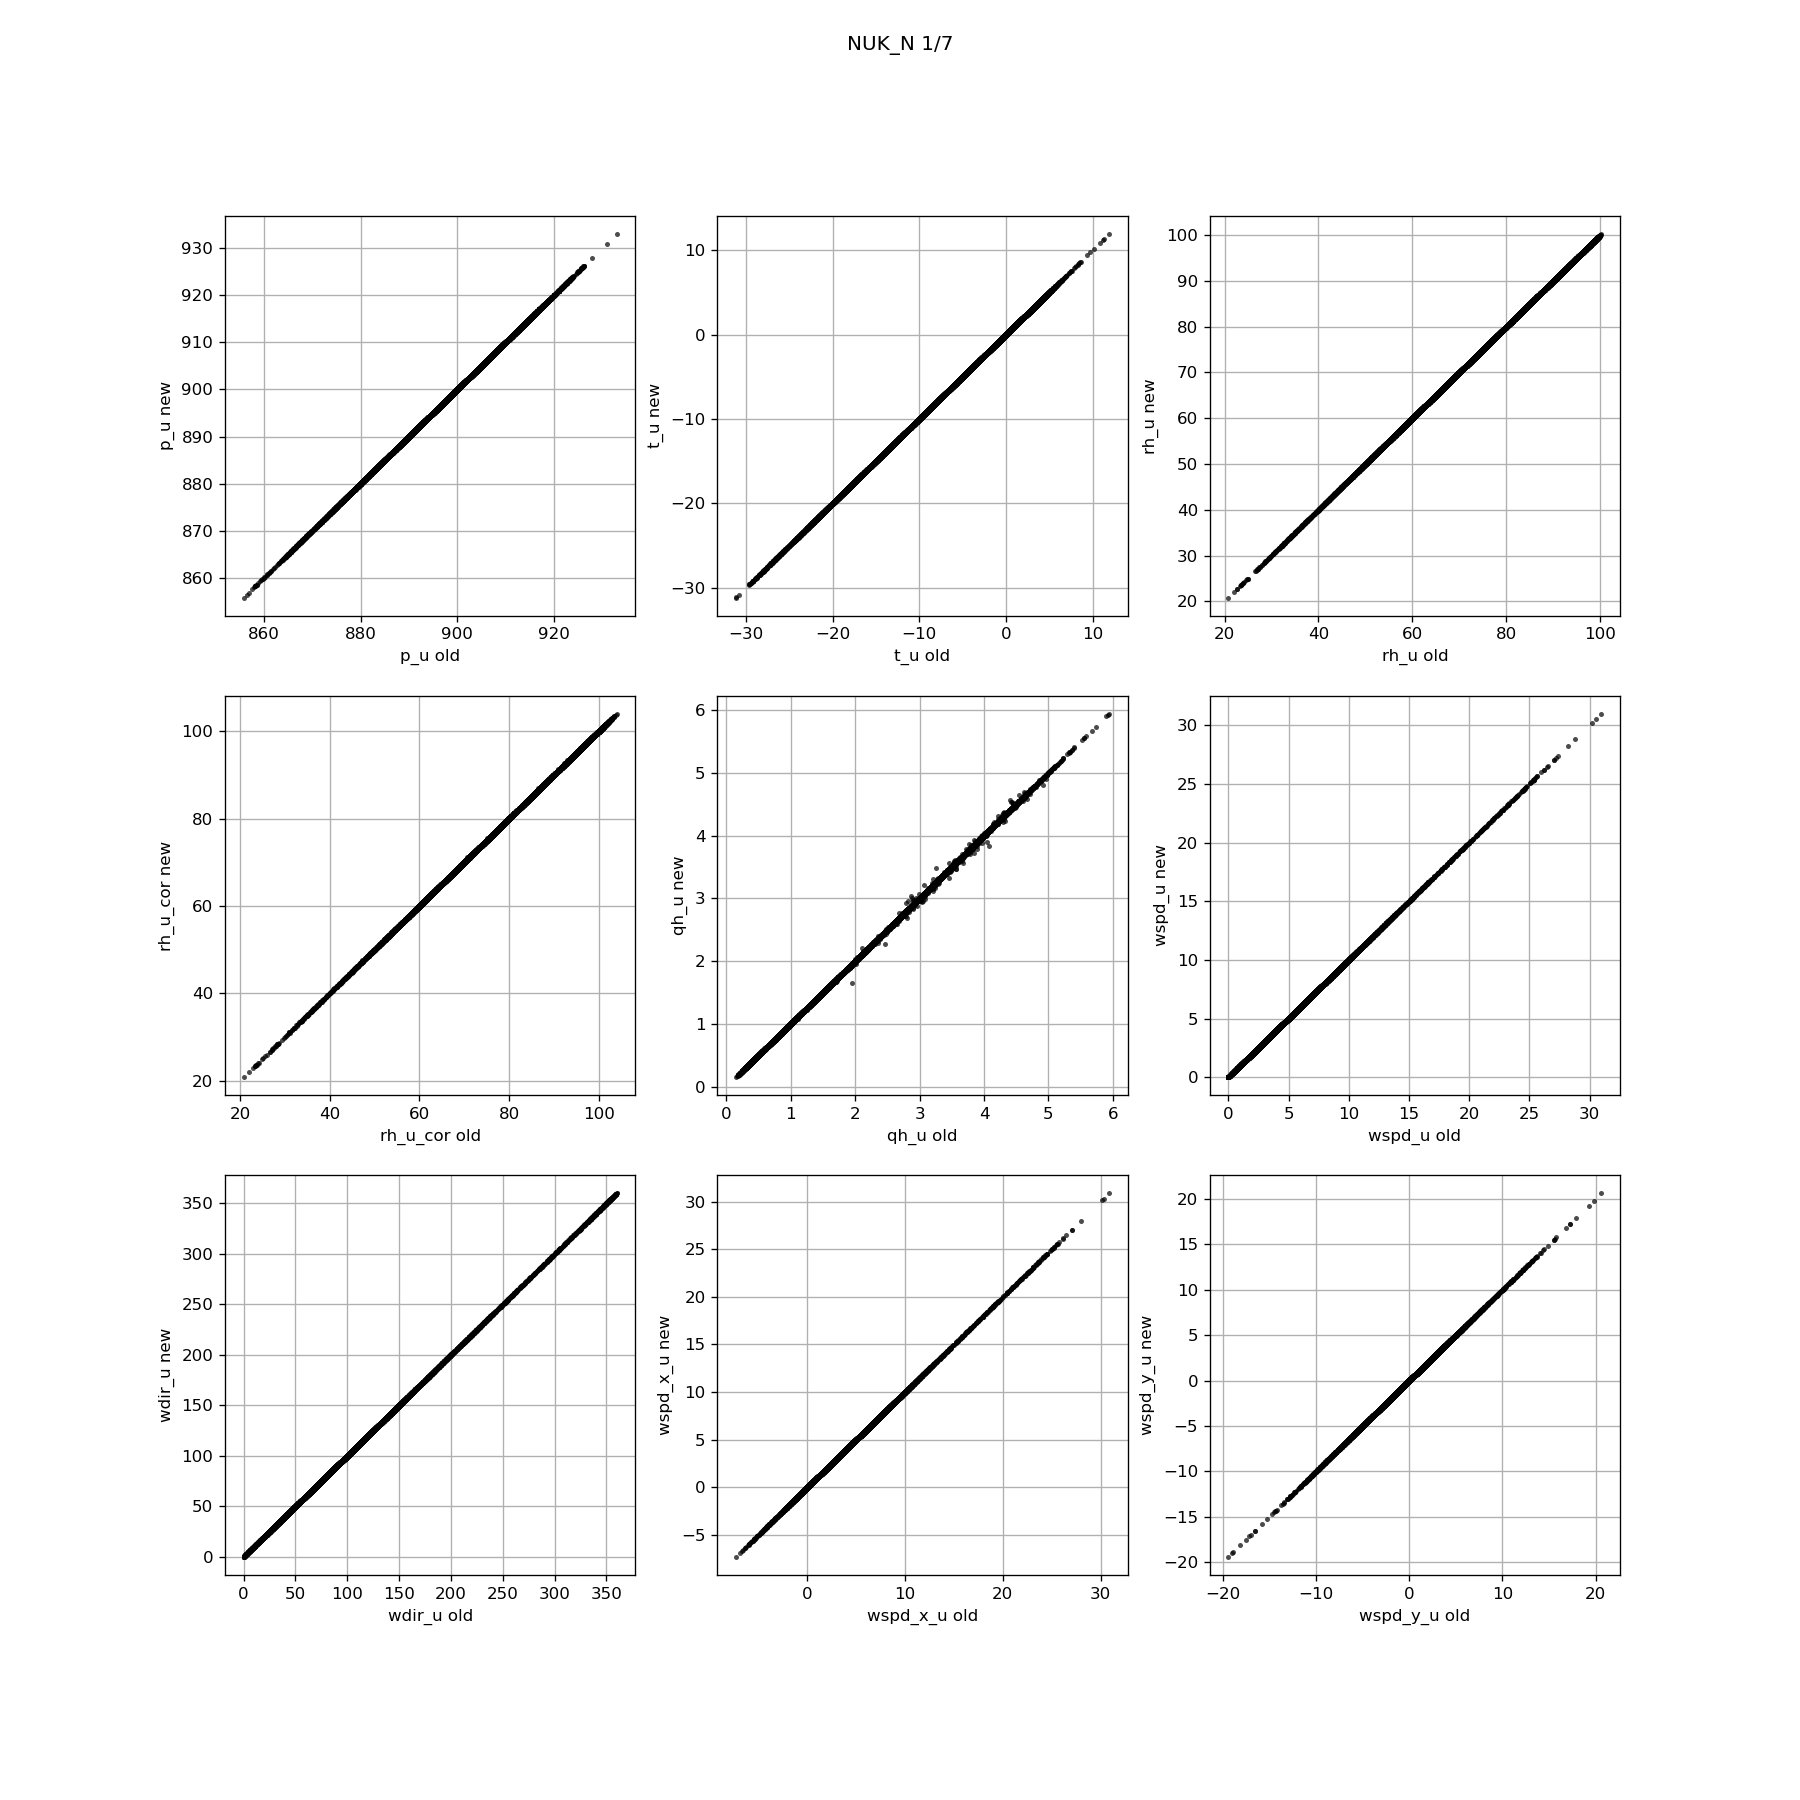 NUK_N 1/7
930
920
910
900
890
880
870
860
p_u new
860 880 900 920
p_u old
10
0
−10
−20
−30
t_u new
−30 −20 −10 0 10
t_u old
100
90
80
70
60
50
40
30
20
rh_u new
20 40 60 80 100
rh_u old
100
80
60
40
20
rh_u_cor new
20 40 60 80 100
rh_u_cor old
6
5
4
3
2
1
0
qh_u new
0 1 2 3 4 5 6
qh_u old
30
25
20
15
10
5
0
wspd_u new
0 5 10 15 20 25 30
wspd_u old
350
300
250
200
150
100
50
0
wdir_u new
0 50 100 150 200 250 300 350
wdir_u old
30
25
20
15
10
5
0
−5
wspd_x_u new
0 10 20 30
wspd_x_u old
20
15
10
5
0
−5
−10
−15
−20
wspd_y_u new
−20 −10 0 10 20
wspd_y_u old